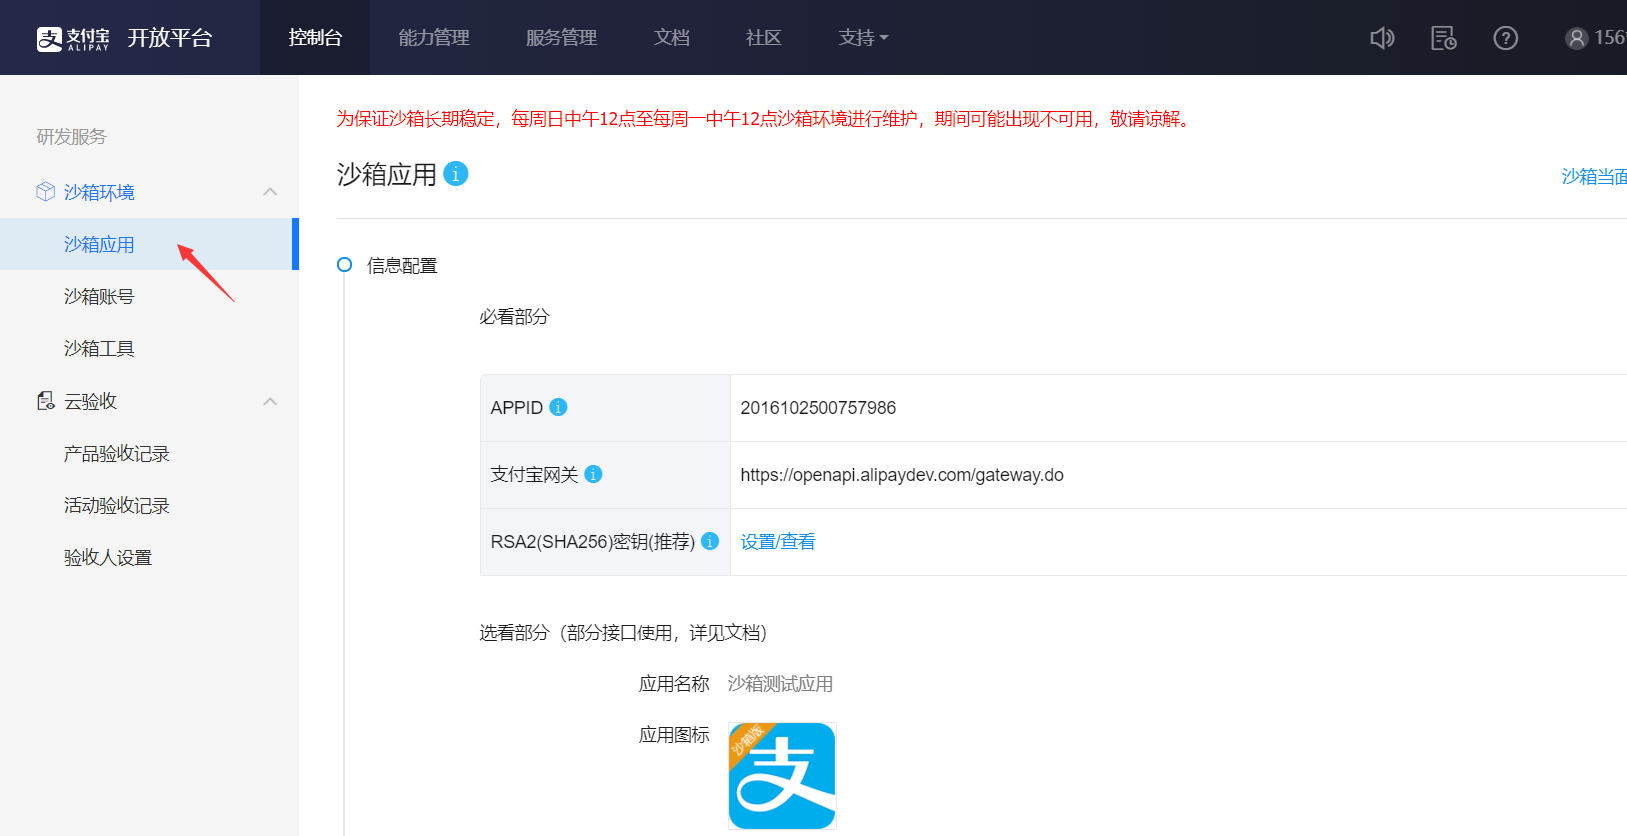 支付宝 ALIPAY 开放平台 控制台 能力管理 服务管理 文档 社区 支持 156
研发服务
沙箱环境
沙箱应用
沙箱账号
沙箱工具
云验收
产品验收记录
活动验收记录
验收人设置
为保证沙箱长期稳定，每周日中午12点至每周一中午12点沙箱环境进行维护，期间可能出现不可用，敬请谅解。
沙箱应用
沙箱当面
信息配置
必看部分
APPID 2016102500757986
支付宝网关 https://openapi.alipaydev.com/gateway.do
RSA2(SHA256)密钥(推荐) 设置/查看
选看部分（部分接口使用，详见文档）
应用名称 沙箱测试应用
应用图标
沙箱版
支